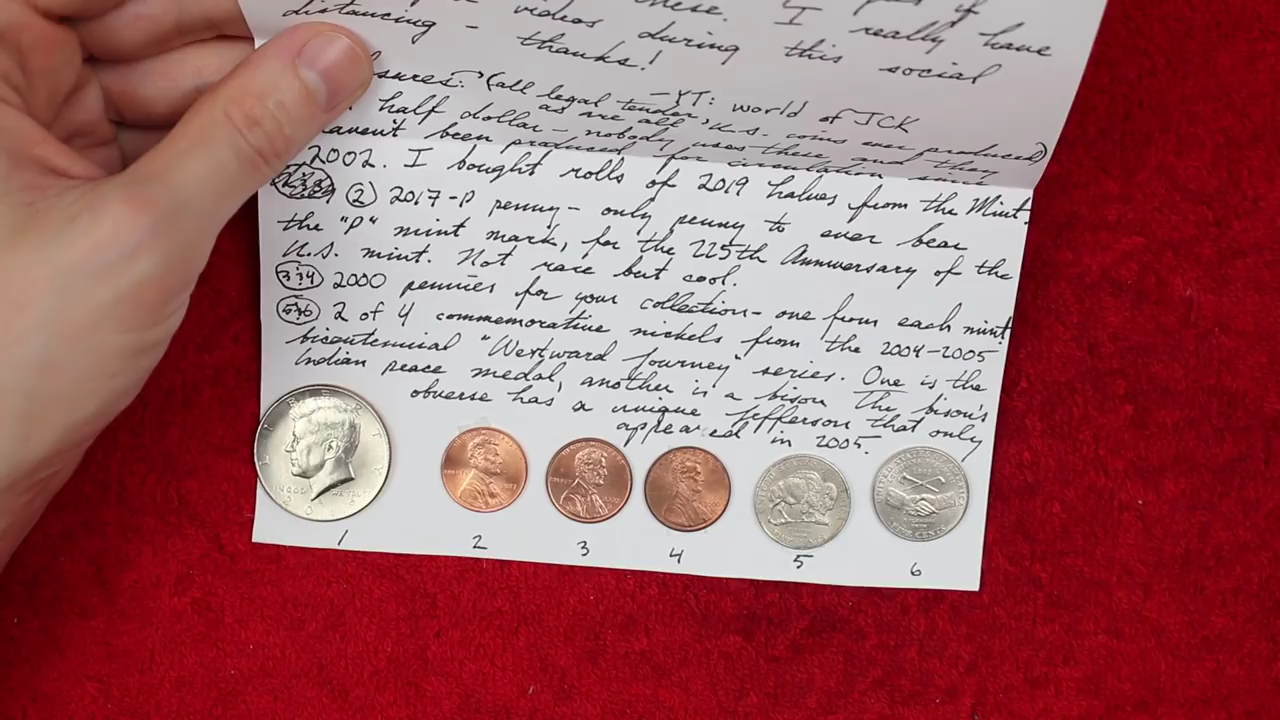 these. I
videos during this social
I really have
distancing - thanks!
-YT: world of JCK
sures: (all legal tender, as are all U.S. coins ever produced)
half dollar - nobody uses these and they
haven't been produced for circulation since
2002. I bought rolls of 2019 halves from the Mint.
② 2017-P penny - only penny to ever bear
the "P" mint mark, for the 225th Anniversary of the
U.S. mint. Not rare but cool.
3&4 2000 pennies for your collection - one from each mint
5&6 2 of 4 commemorative nickels from the 2004-2005
bicentennial "Westward Journey" series. One is the
Indian peace medal, another is a bison. The bison's
obverse has a unique Jefferson that only
appeared in 2005.
LIBERTY
IN GOD WE TRUST
1
2
3
4
5
6